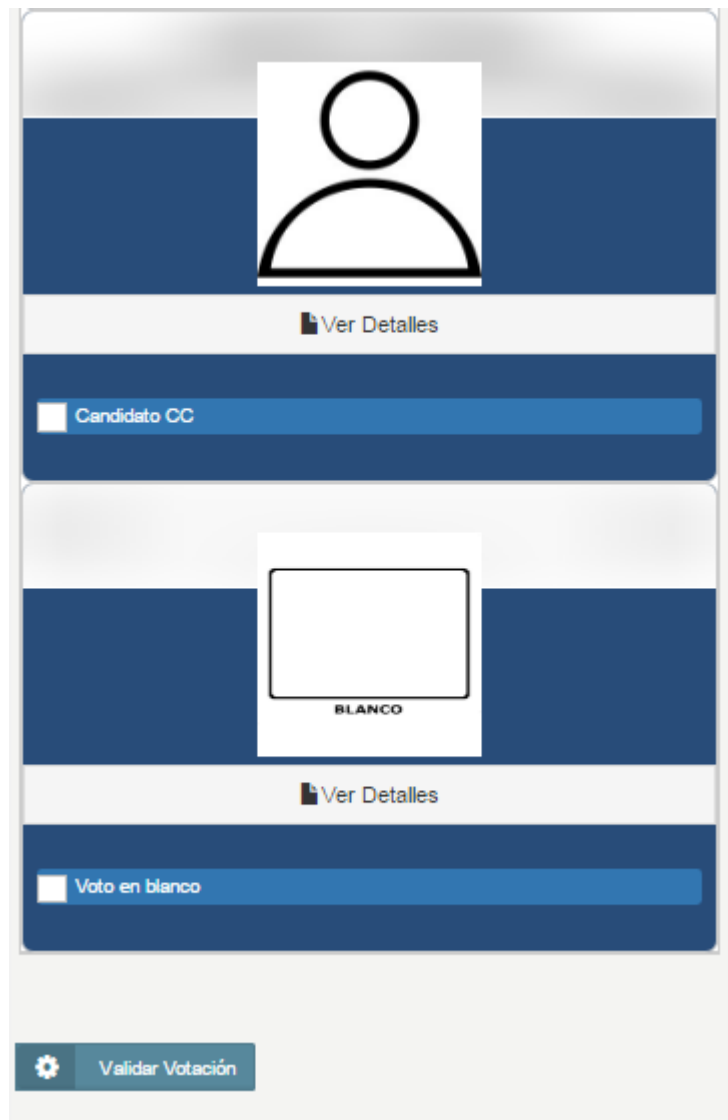 Ver Detalles
Candidato CC
BLANCO
Ver Detalles
Voto en blanco
Validar Votación